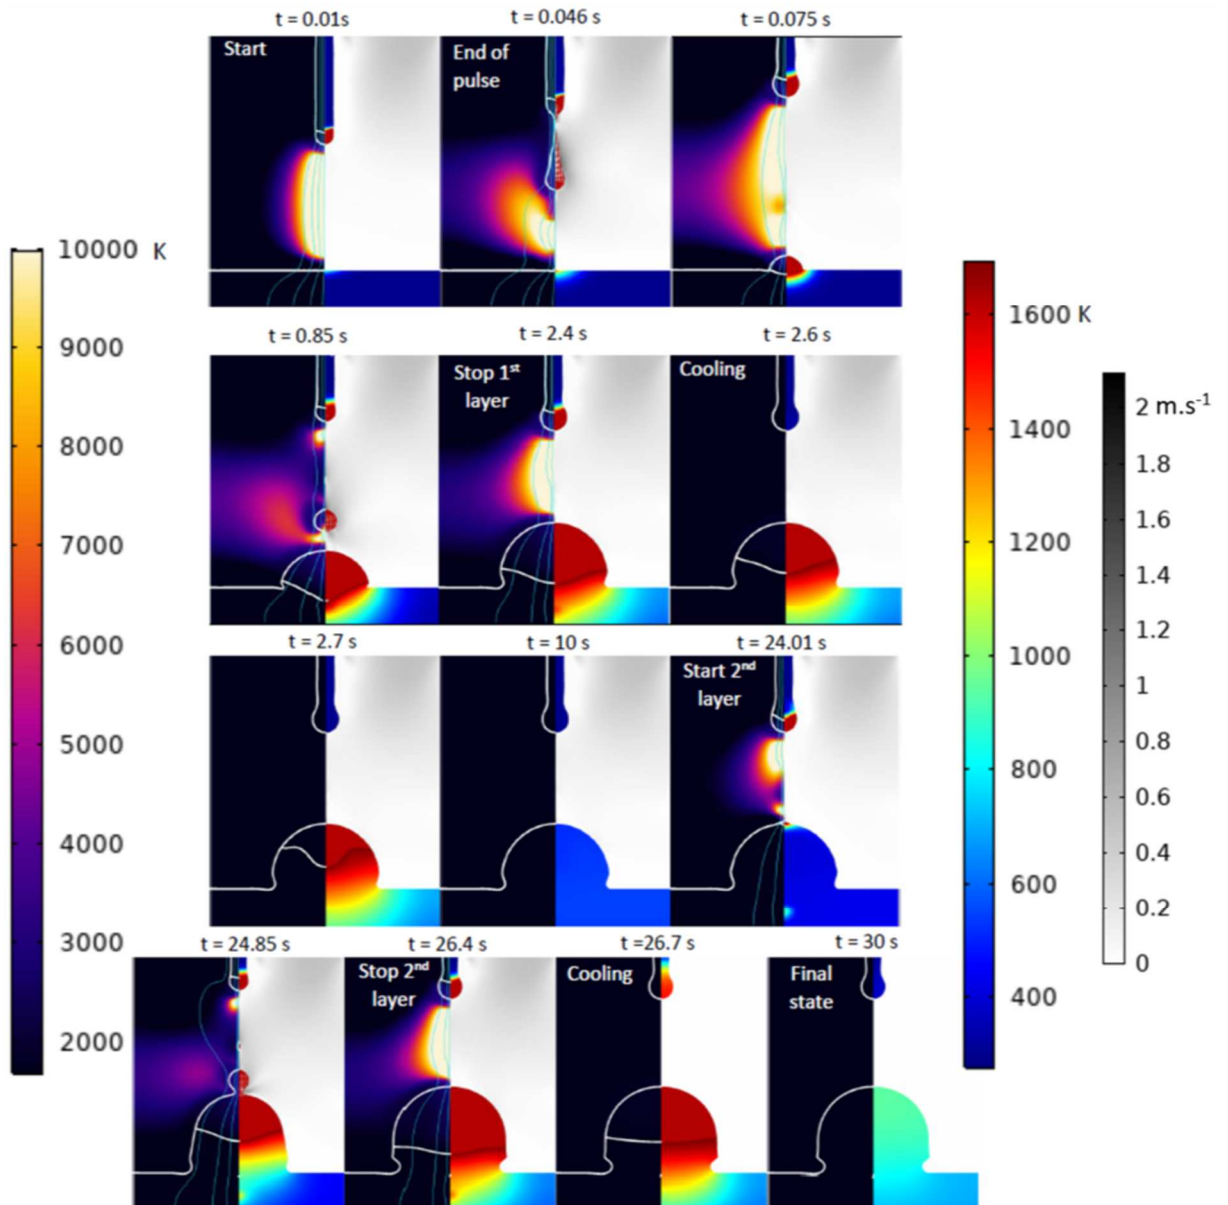 t = 0.01s
t = 0.046 s
t = 0.075 s
Start
End of
pulse
t = 0.85 s
t = 2.4 s
t = 2.6 s
Stop 1st
layer
Cooling
t = 2.7 s
t = 10 s
t = 24.01 s
Start 2nd
layer
t = 24.85 s
t = 26.4 s
t =26.7 s
t = 30 s
Stop 2nd
layer
Cooling
Final
state
10000 K
9000
8000
7000
6000
5000
4000
3000
2000
1600 K
1400
1200
1000
800
600
400
2 m.s-1
1.8
1.6
1.4
1.2
1
0.8
0.6
0.4
0.2
0